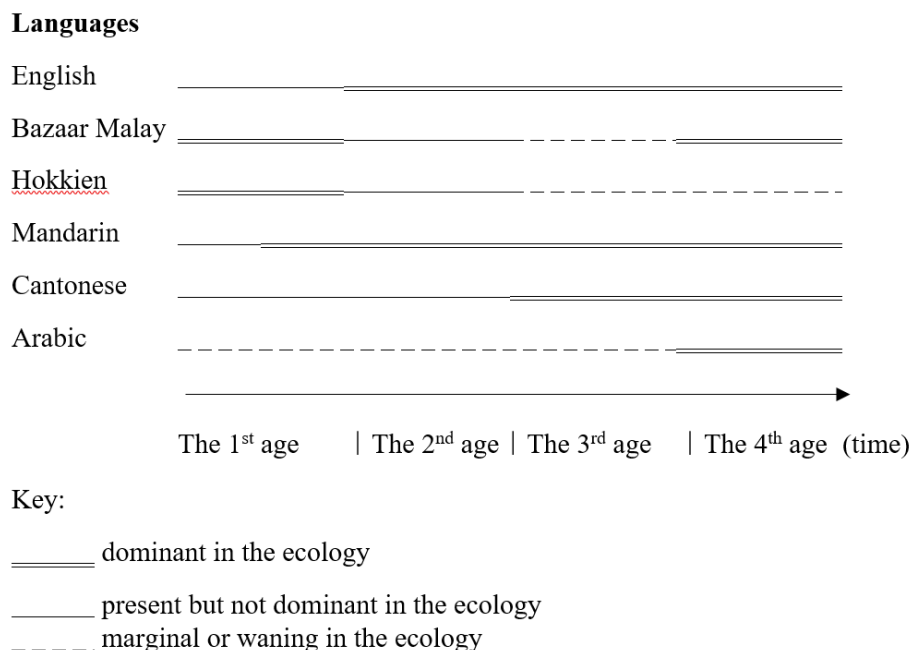 Languages
English
Bazaar Malay
Hokkien
Mandarin
Cantonese
Arabic
The 1st age | The 2nd age | The 3rd age | The 4th age (time)
Key:
dominant in the ecology
present but not dominant in the ecology
marginal or waning in the ecology